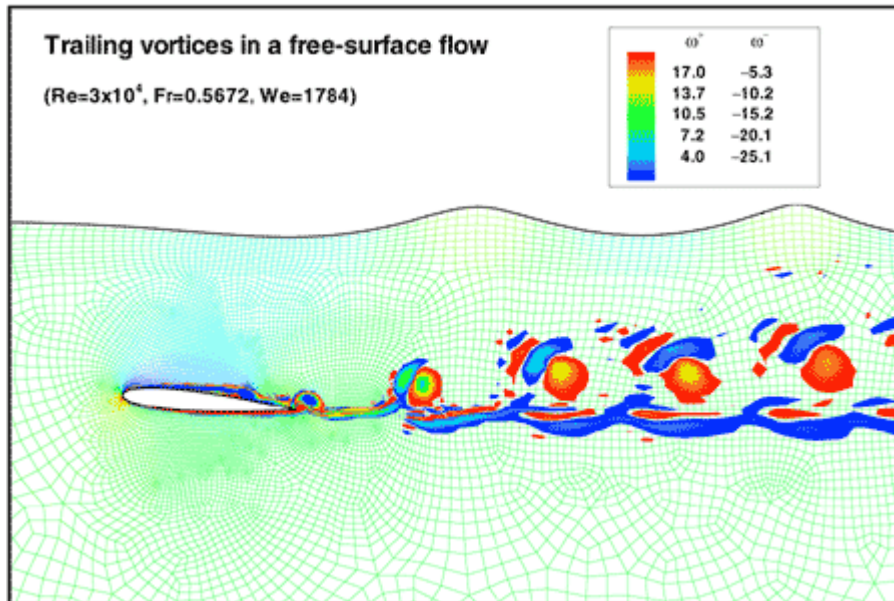 Trailing vortices in a free-surface flow
(Re=3x10⁴, Fr=0.5672, We=1784)
ω⁺ ω⁻
17.0 −5.3
13.7 −10.2
10.5 −15.2
7.2 −20.1
4.0 −25.1